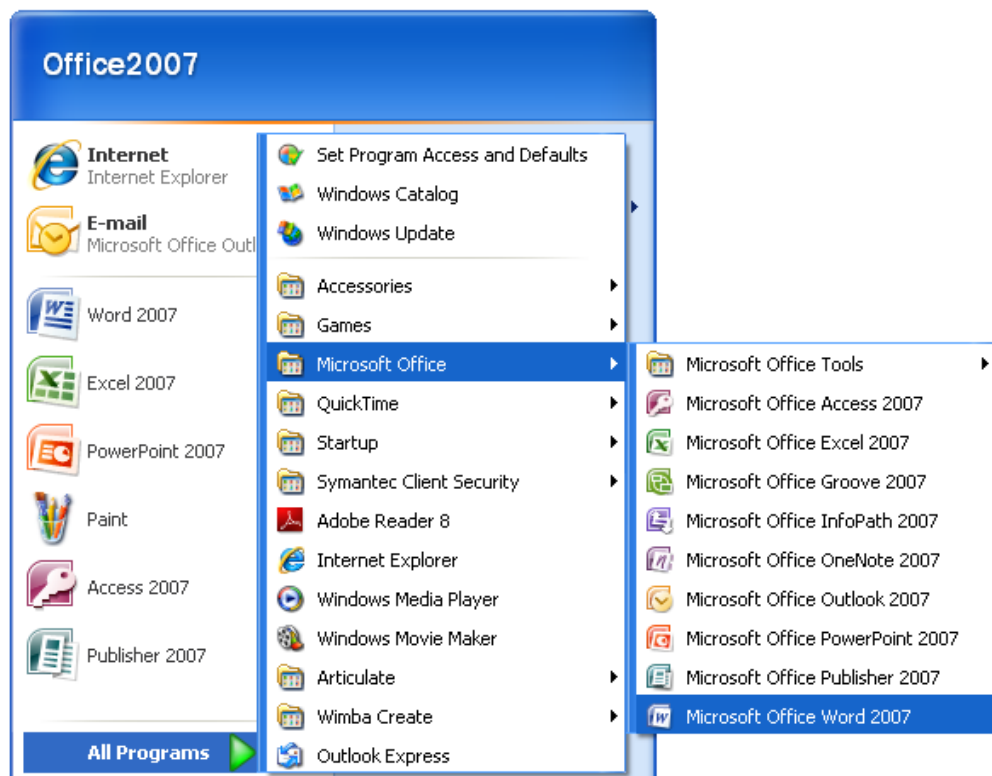 Office2007
Internet
Internet Explorer
E-mail
Microsoft Office Outl
Word 2007
Excel 2007
PowerPoint 2007
Paint
Access 2007
Publisher 2007
All Programs
Set Program Access and Defaults
Windows Catalog
Windows Update
Accessories
Games
Microsoft Office
QuickTime
Startup
Symantec Client Security
Adobe Reader 8
Internet Explorer
Windows Media Player
Windows Movie Maker
Articulate
Wimba Create
Outlook Express
Microsoft Office Tools
Microsoft Office Access 2007
Microsoft Office Excel 2007
Microsoft Office Groove 2007
Microsoft Office InfoPath 2007
Microsoft Office OneNote 2007
Microsoft Office Outlook 2007
Microsoft Office PowerPoint 2007
Microsoft Office Publisher 2007
Microsoft Office Word 2007